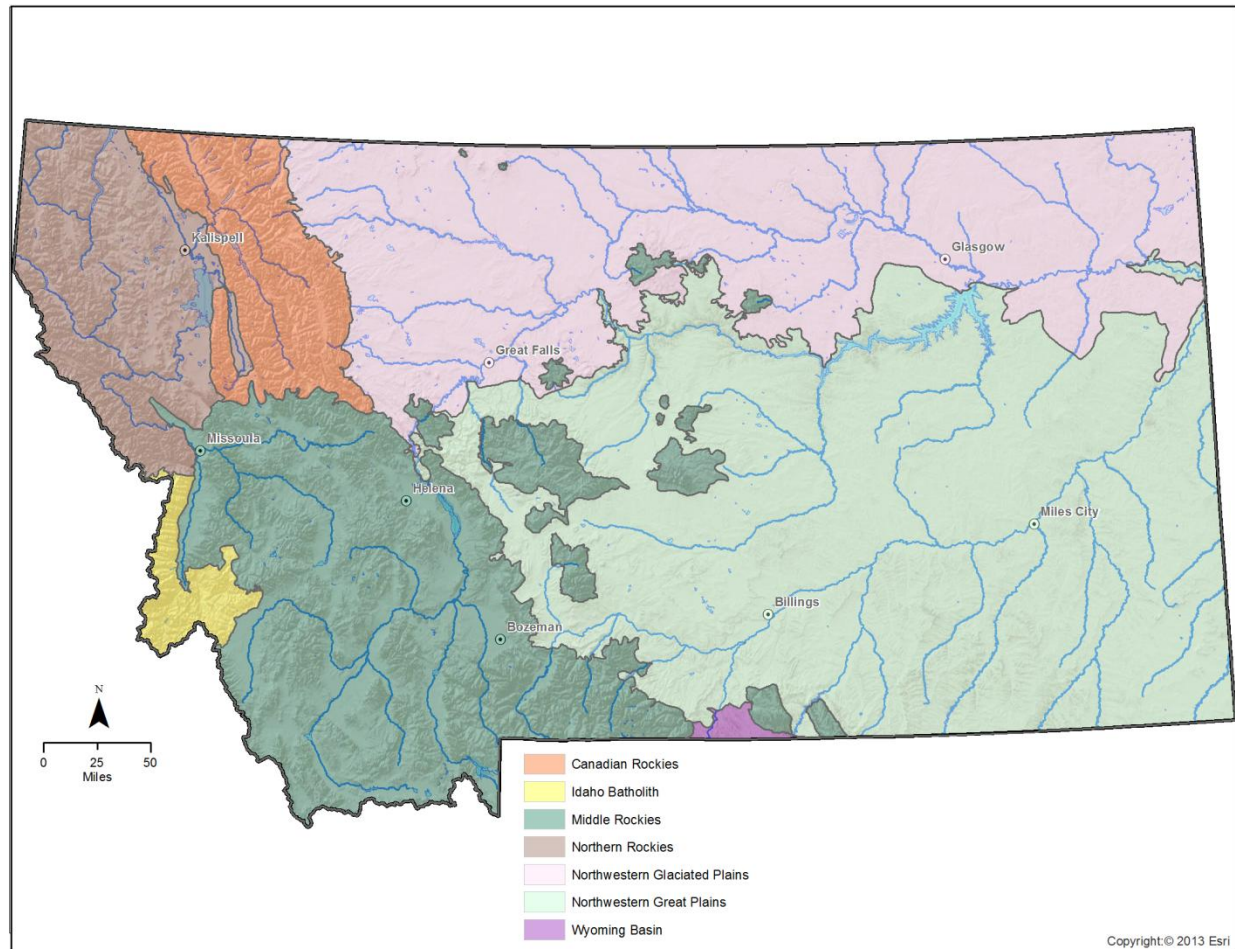 Kalispell
Glasgow
Great Falls
Missoula
Helena
Miles City
Billings
Bozeman
N
0 25 50
Miles
Canadian Rockies
Idaho Batholith
Middle Rockies
Northern Rockies
Northwestern Glaciated Plains
Northwestern Great Plains
Wyoming Basin
Copyright:© 2013 Esri